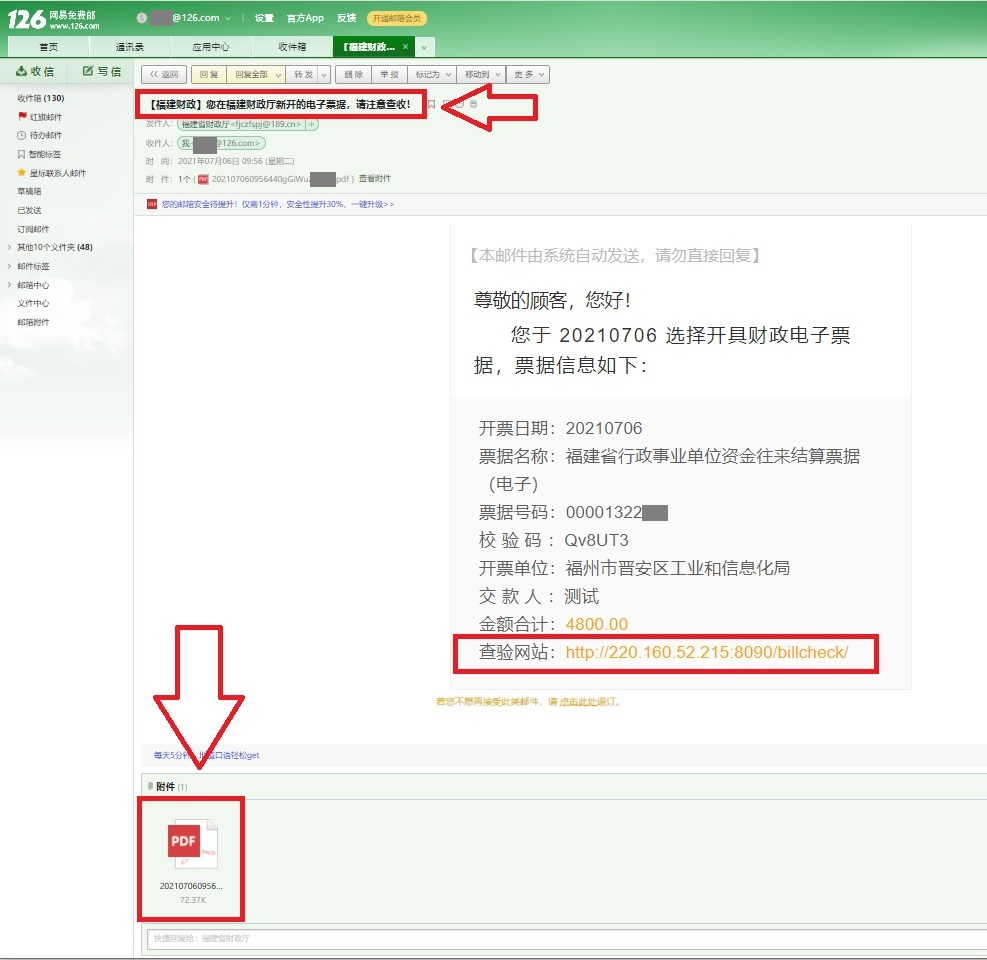 126 网易免费邮
www.126.com
@126.com 设置 官方App 反馈 开通邮箱会员
首页 通讯录 应用中心 收件箱 【福建财政... ×
收信 写信
<< 返回 回复 回复全部 转发 删除 举报 标记为 移动到 更多
收件箱 (130)
红旗邮件
待办邮件
智能标签
星标联系人邮件
草稿箱
已发送
订阅邮件
其他10个文件夹 (48)
邮件标签
邮箱中心
文件中心
邮箱附件
【福建财政】您在福建财政厅新开的电子票据，请注意查收！
发件人： 福建省财政厅<fjczfspj@189.cn> +
收件人： 我< @126.com>
时 间： 2021年07月06日 09:56 (星期二)
附 件： 1个 ( PDF 202107060956440gGiWu pdf ) 查看附件
VIP 您的邮箱安全待提升！仅需1分钟，安全性提升30%，一键升级>>
【本邮件由系统自动发送，请勿直接回复】
尊敬的顾客，您好！
您于 20210706 选择开具财政电子票
据，票据信息如下：
开票日期：20210706
票据名称：福建省行政事业单位资金往来结算票据
（电子）
票据号码：00001322
校 验 码 ：Qv8UT3
开票单位：福州市晋安区工业和信息化局
交 款 人 ：测试
金额合计：4800.00
查验网站：http://220.160.52.215:8090/billcheck/
若您不想再接受此类邮件，请 点击此处退订。
每天5分钟，地道口语轻松get
附件 (1)
PDF
202107060956...
72.37K
快捷回复给：福建省财政厅